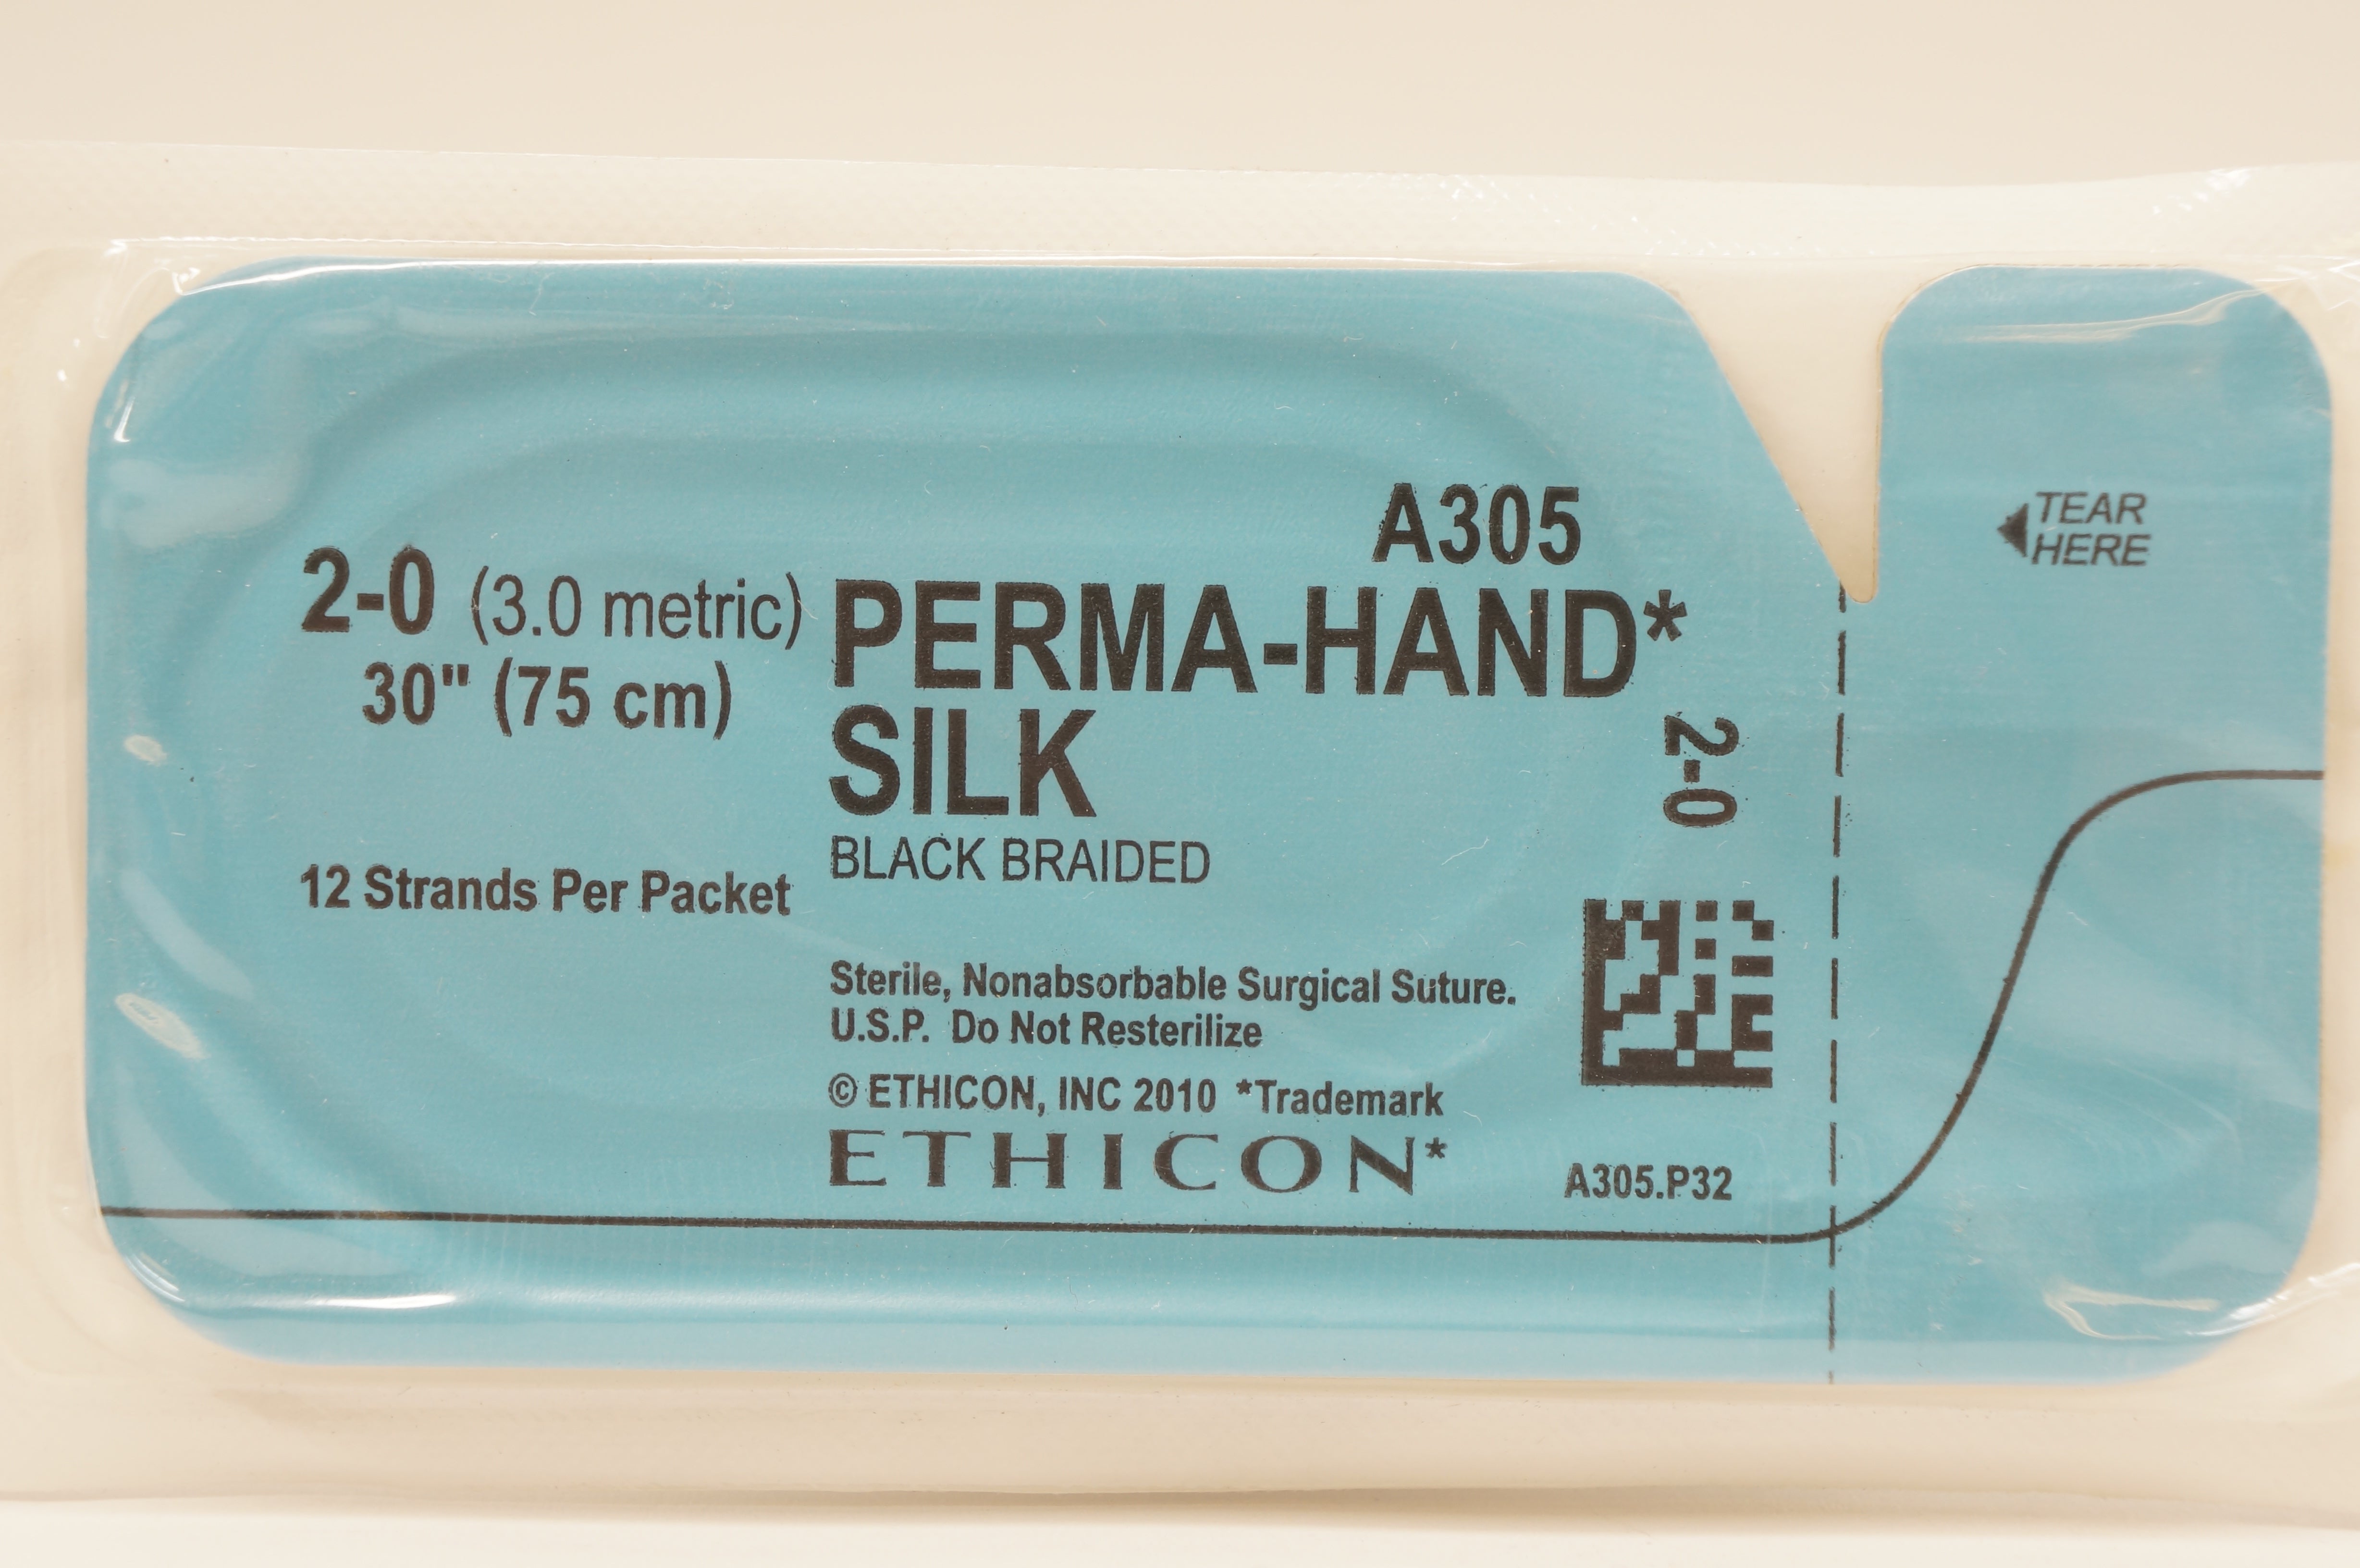 A305
2-0 (3.0 metric)
30" (75 cm)
PERMA-HAND*
SILK
BLACK BRAIDED
2-0
12 Strands Per Packet
Sterile, Nonabsorbable Surgical Suture.
U.S.P. Do Not Resterilize
© ETHICON, INC 2010 *Trademark
ETHICON*
A305.P32
TEAR
HERE